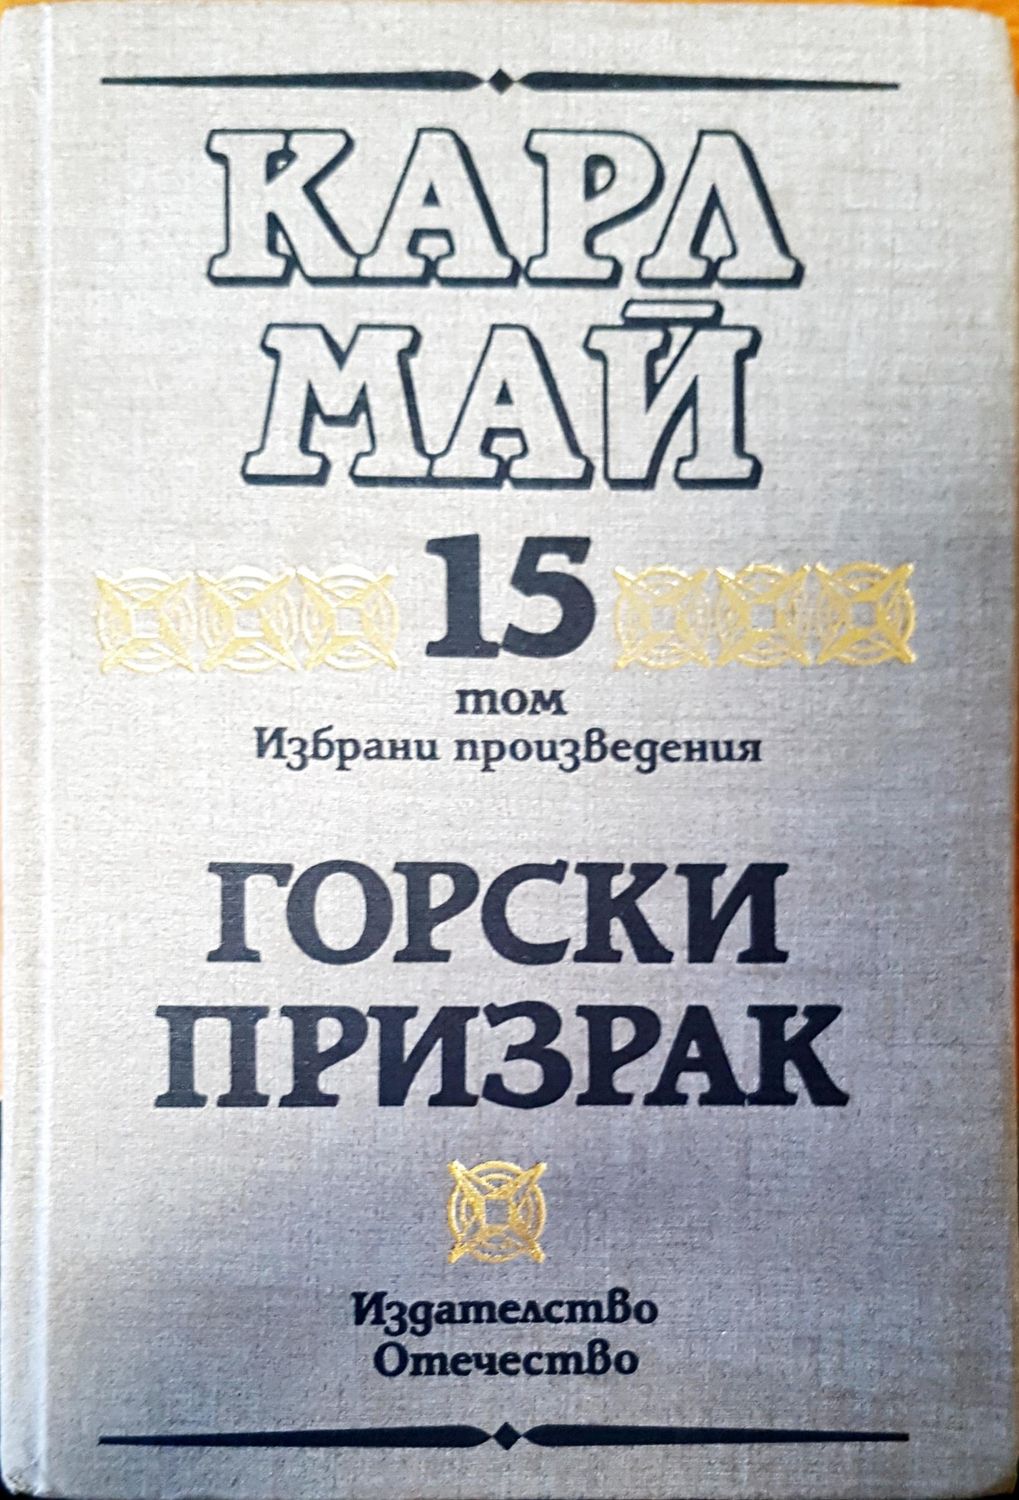 КАРЛ
МАЙ
15
том
Избрани произведения
ГОРСКИ
ПРИЗРАК
Издателство
Отечество